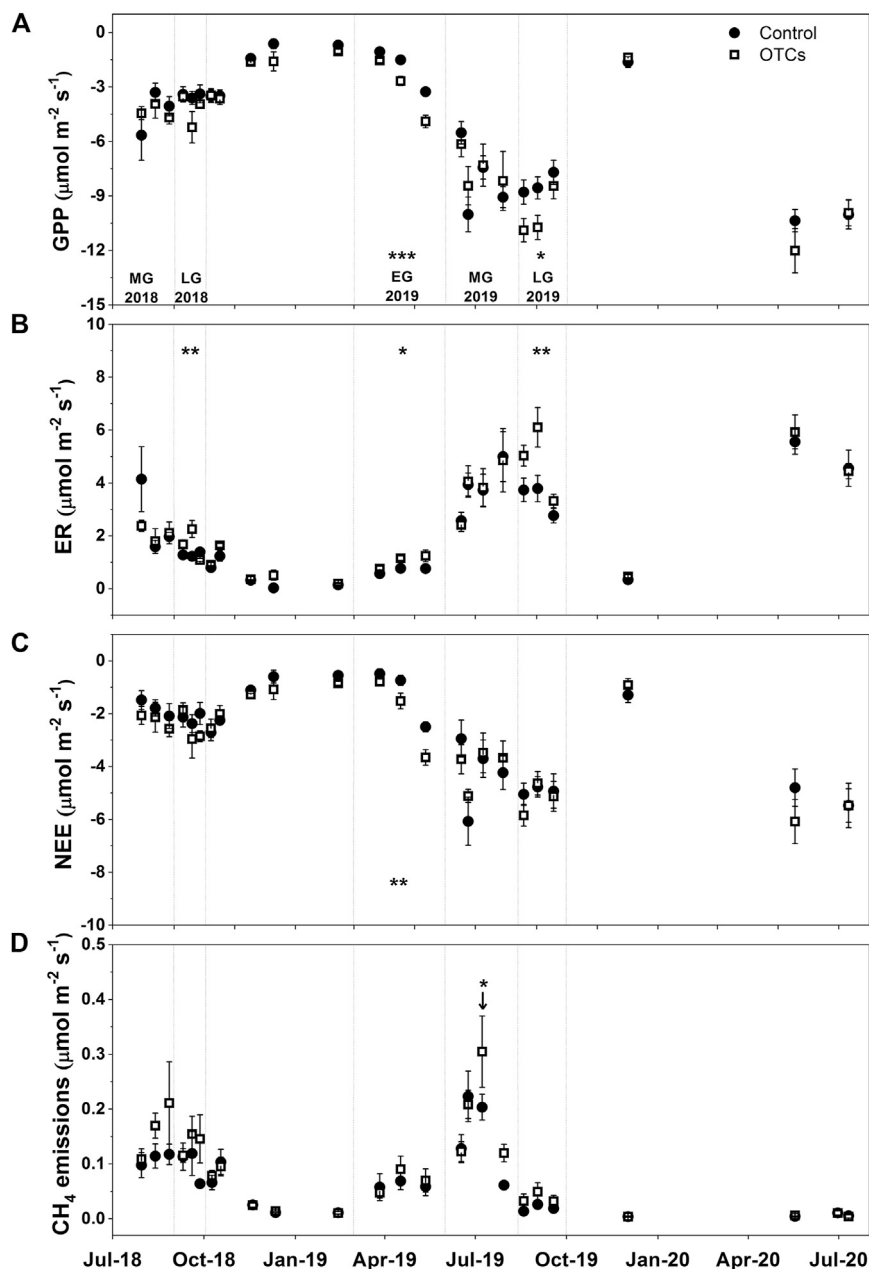 A
0
-3
-6
-9
-12
-15
GPP (μmol m-2 s-1)
Control
OTCs
***
*
MG
2018
LG
2018
EG
2019
MG
2019
LG
2019
B
10
8
6
4
2
0
ER (μmol m-2 s-1)
**
*
**
C
0
-2
-4
-6
-8
-10
NEE (μmol m-2 s-1)
**
D
0.5
0.4
0.3
0.2
0.1
0.0
CH4 emissions (μmol m-2 s-1)
*
↓
Jul-18 Oct-18 Jan-19 Apr-19 Jul-19 Oct-19 Jan-20 Apr-20 Jul-20